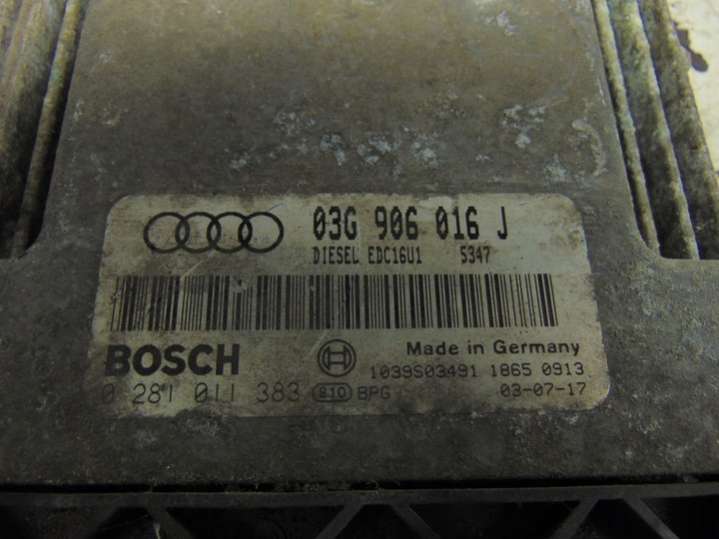 03G 906 016 J
DIESEL EDC16U1 5347
BOSCH
Made in Germany
1039S03491 1865 0913
0 281 011 383 810 BPG 03-07-17